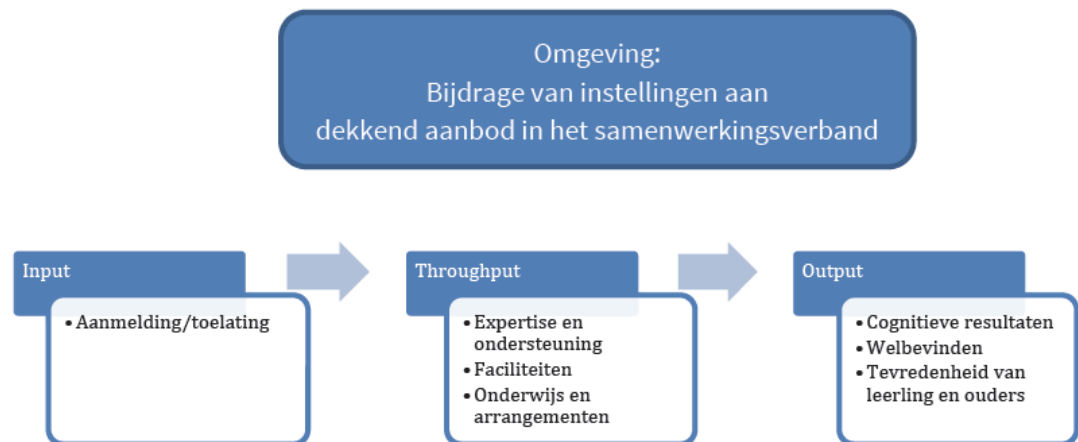 Omgeving:
Bijdrage van instellingen aan
dekkend aanbod in het samenwerkingsverband
Input
• Aanmelding/toelating
Throughput
• Expertise en
ondersteuning
• Faciliteiten
• Onderwijs en
arrangementen
Output
• Cognitieve resultaten
• Welbevinden
• Tevredenheid van
leerling en ouders